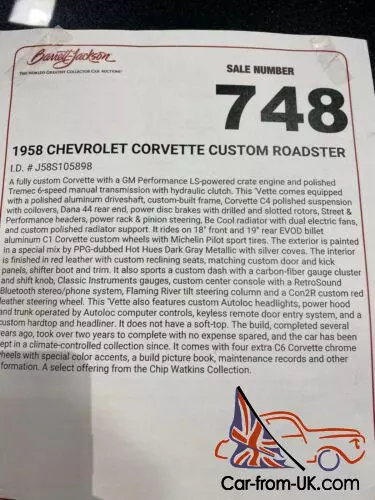 Barrett-Jackson
THE WORLD'S GREATEST COLLECTOR CAR AUCTIONS
SALE NUMBER
748
1958 CHEVROLET CORVETTE CUSTOM ROADSTER
I.D. # J58S105898
A fully custom Corvette with a GM Performance LS-powered crate engine and polished
Tremec 6-speed manual transmission with hydraulic clutch. This 'Vette comes equipped
with a polished aluminum driveshaft, custom-built frame, Corvette C4 polished suspension
with coilovers, Dana 44 rear end, power disc brakes with drilled and slotted rotors, Street &
Performance headers, power rack & pinion steering, Be Cool radiator with dual electric fans,
and custom polished radiator support. It rides on 18" front and 19" rear EVOD billet
aluminum C1 Corvette custom wheels with Michelin Pilot sport tires. The exterior is painted
in a special mix by PPG-dubbed Hot Hues Dark Gray Metallic with silver coves. The interior
is finished in red leather with custom reclining seats, matching custom door and kick
panels, shifter boot and trim. It also sports a custom dash with a carbon-fiber gauge cluster
and shift knob, Classic Instruments gauges, custom center console with a RetroSound
Bluetooth stereo/phone system, Flaming River tilt steering column and a Con2R custom red
leather steering wheel. This 'Vette also features custom Autoloc headlights, power hood
and trunk operated by Autoloc computer controls, keyless remote door entry system, and a
custom hardtop and headliner. It does not have a soft-top. The build, completed several
ears ago, took over two years to complete with no expense spared, and the car has been
ept in a climate-controlled collection since. It comes with four extra C6 Corvette chrome
heels with special color accents, a build picture book, maintenance records and other
formation. A select offering from the Chip Watkins Collection.
Car-from-UK.com